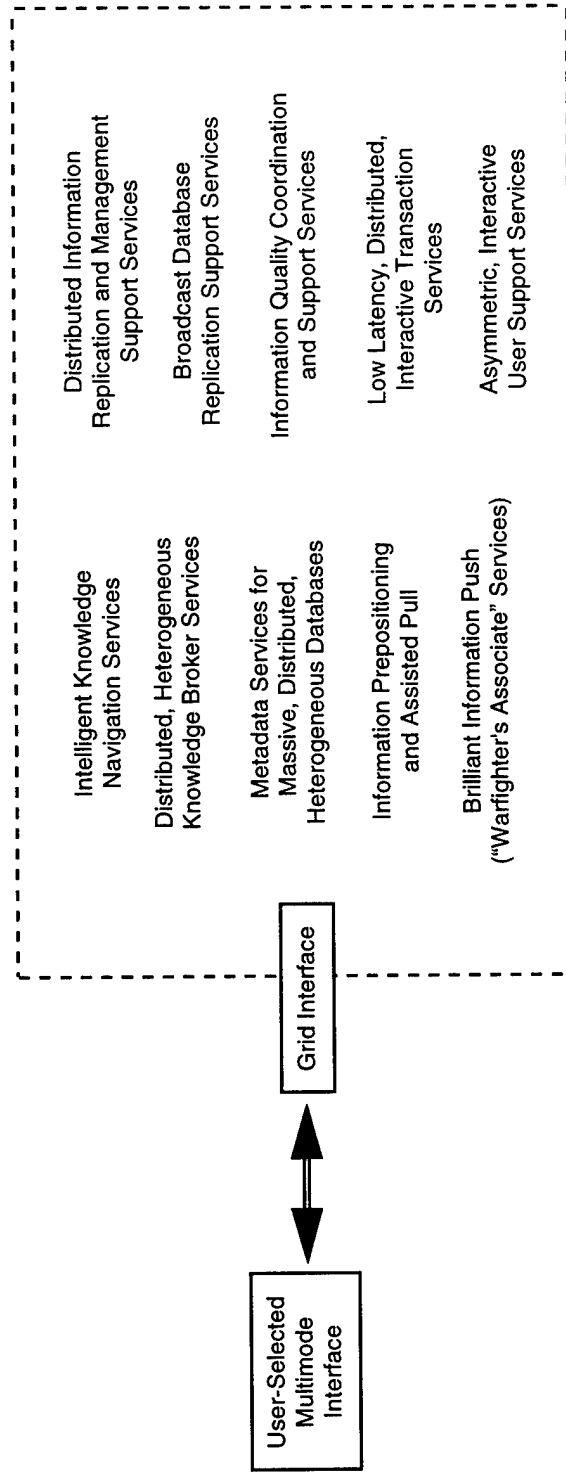 User-Selected
Multimode
Interface
Grid Interface
Intelligent Knowledge
Navigation Services
Distributed, Heterogeneous
Knowledge Broker Services
Metadata Services for
Massive, Distributed,
Heterogeneous Databases
Information Prepositioning
and Assisted Pull
Brilliant Information Push
(“Warfighter's Associate” Services)
Distributed Information
Replication and Management
Support Services
Broadcast Database
Replication Support Services
Information Quality Coordination
and Support Services
Low Latency, Distributed,
Interactive Transaction
Services
Asymmetric, Interactive
User Support Services